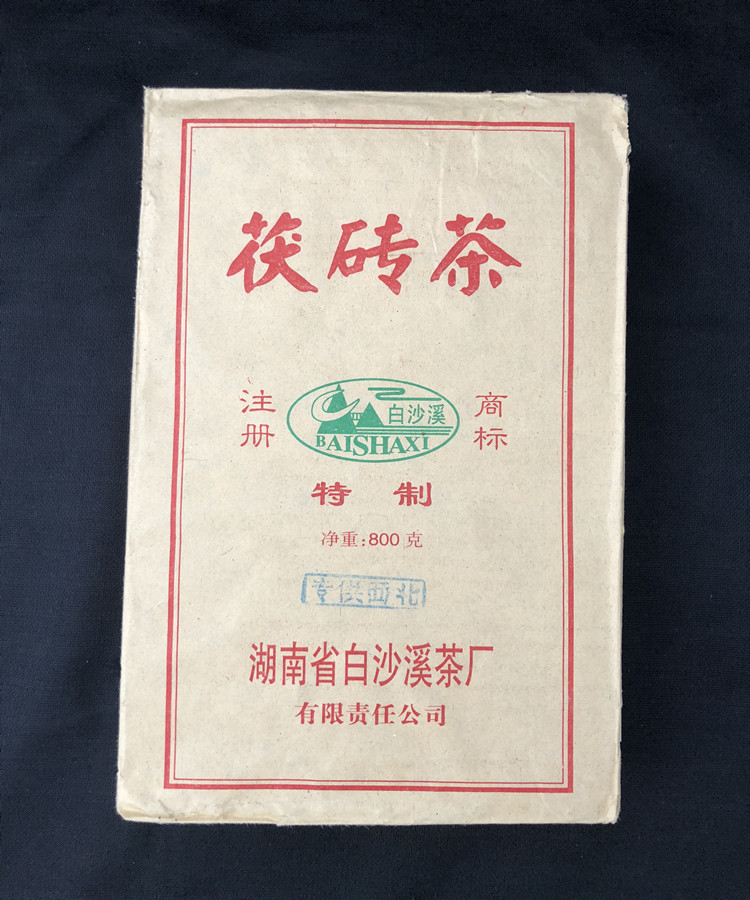 茯砖茶
注册
白沙溪
BAISHAXI
商标
特制
净重:800克
专供西北
湖南省白沙溪茶厂
有限责任公司